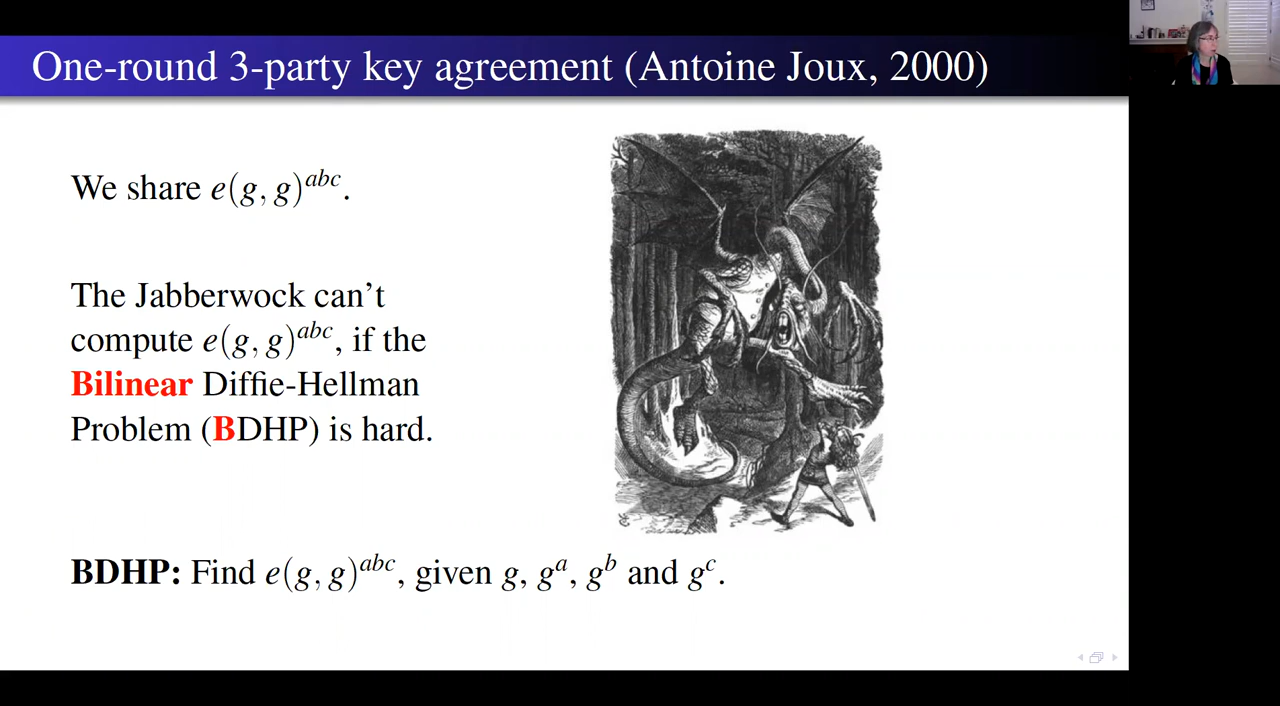 One-round 3-party key agreement (Antoine Joux, 2000)
We share e(g, g)^{abc}.
The Jabberwock can't
compute e(g, g)^{abc}, if the
Bilinear Diffie-Hellman
Problem (BDHP) is hard.
BDHP: Find e(g, g)^{abc}, given g, g^a, g^b and g^c.